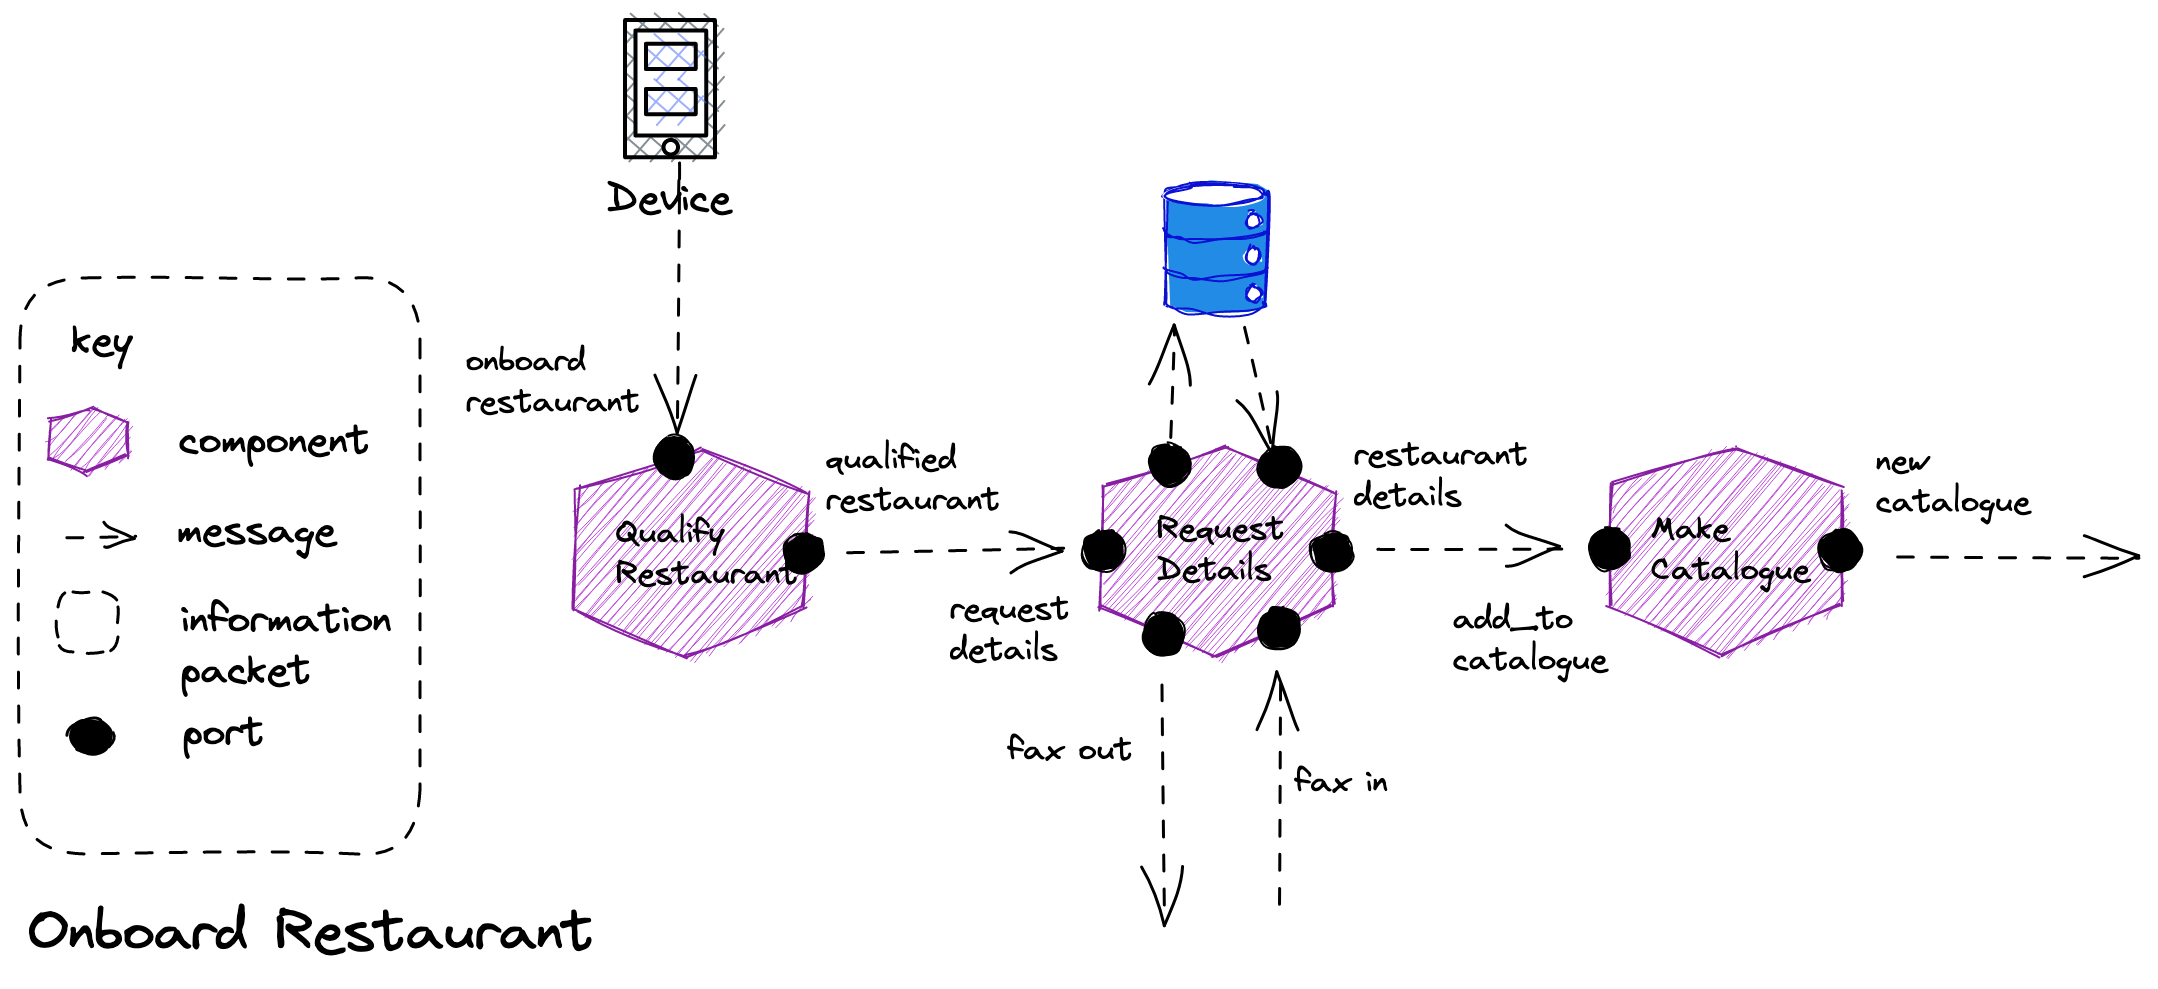 Device
key
component
message
information
packet
port
onboard
restaurant
Qualify
Restaurant
qualified
restaurant
request
details
Request
Details
fax out
fax in
restaurant
details
add_to
catalogue
Make
Catalogue
new
catalogue
Onboard Restaurant